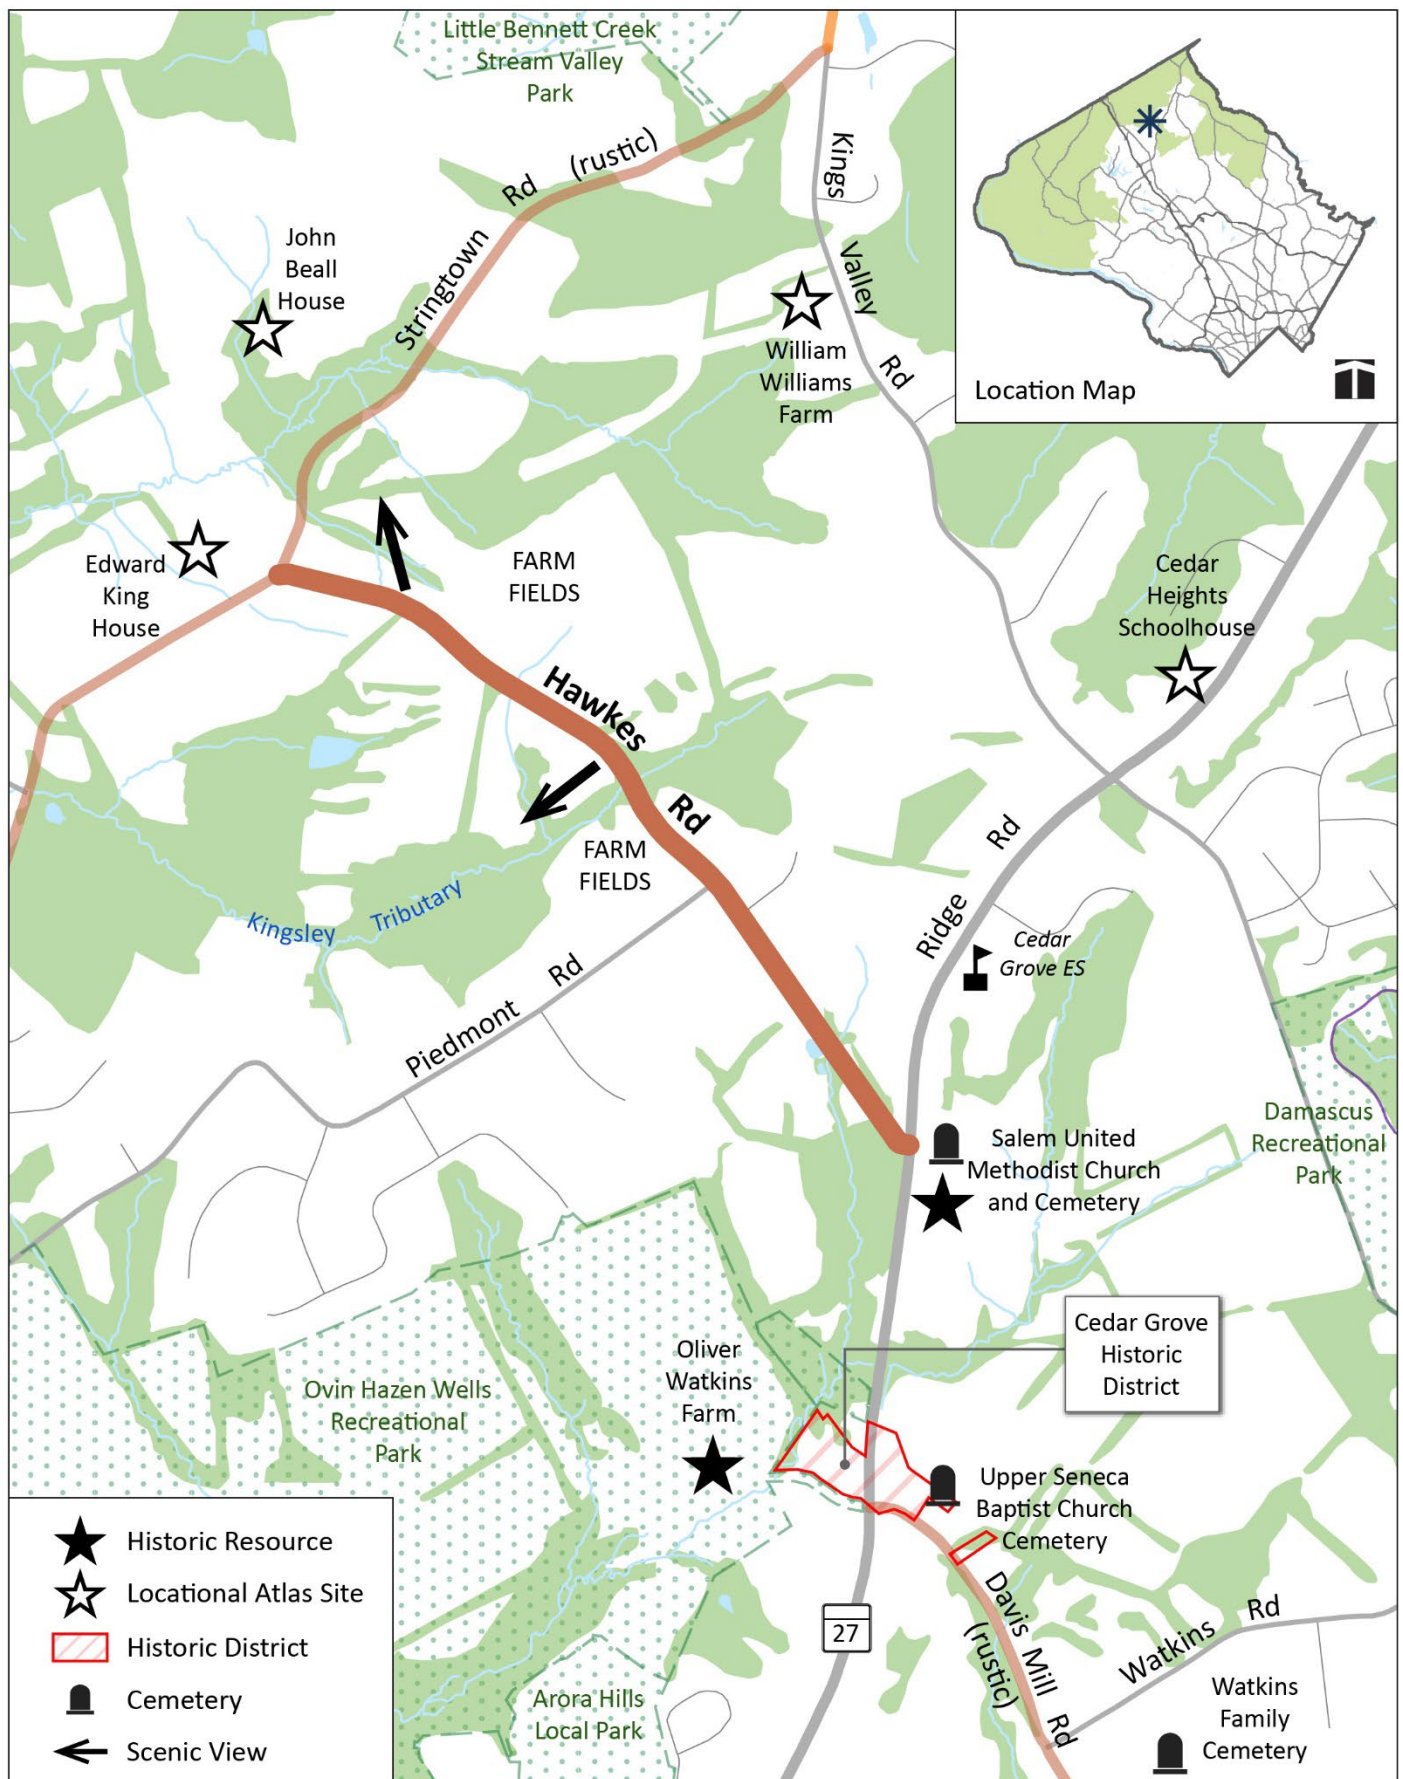 Little Bennett Creek
Stream Valley
Park
Location Map
Kings
Valley
Rd
Stringtown
Rd
(rustic)
John
Beall
House
William
Williams
Farm
Edward
King
House
FARM
FIELDS
Cedar
Heights
Schoolhouse
Hawkes
Rd
FARM
FIELDS
Ridge
Rd
Kingsley
Tributary
Cedar
Grove ES
Piedmont
Rd
Damascus
Recreational
Park
Salem United
Methodist Church
and Cemetery
Cedar Grove
Historic
District
Oliver
Watkins
Farm
Ovin Hazen Wells
Recreational
Park
Upper Seneca
Baptist Church
Cemetery
Davis Mill Rd
(rustic)
27
Watkins
Rd
Arora Hills
Local Park
Watkins
Family
Cemetery
Historic Resource
Locational Atlas Site
Historic District
Cemetery
Scenic View